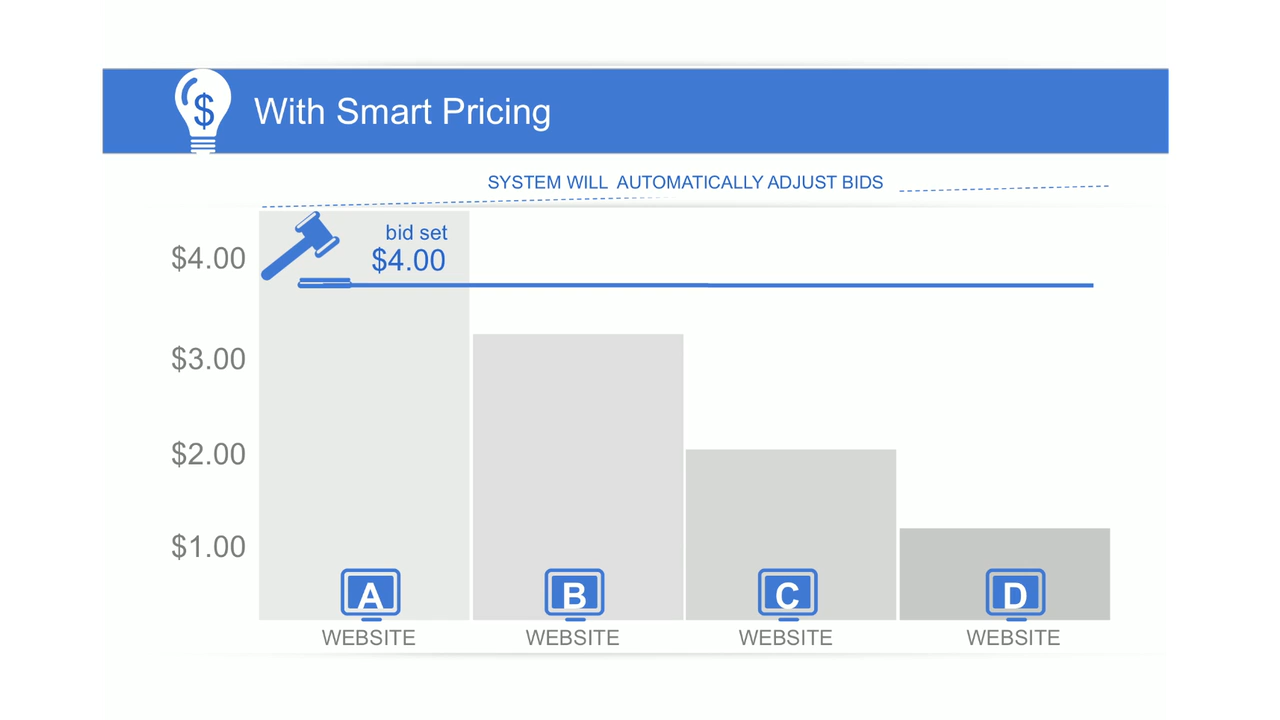 $ With Smart Pricing
SYSTEM WILL AUTOMATICALLY ADJUST BIDS
bid set
$4.00 $4.00
$3.00
$2.00
$1.00
A B C D
WEBSITE WEBSITE WEBSITE WEBSITE